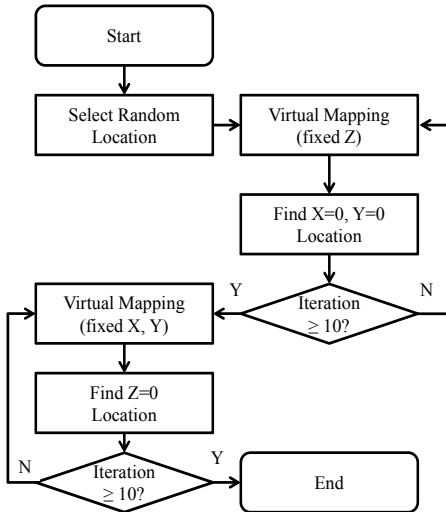 Start
Select Random
Location
Virtual Mapping
(fixed Z)
Find X=0, Y=0
Location
Iteration
≥ 10?
Y
N
Virtual Mapping
(fixed X, Y)
Find Z=0
Location
Iteration
≥ 10?
N
Y
End